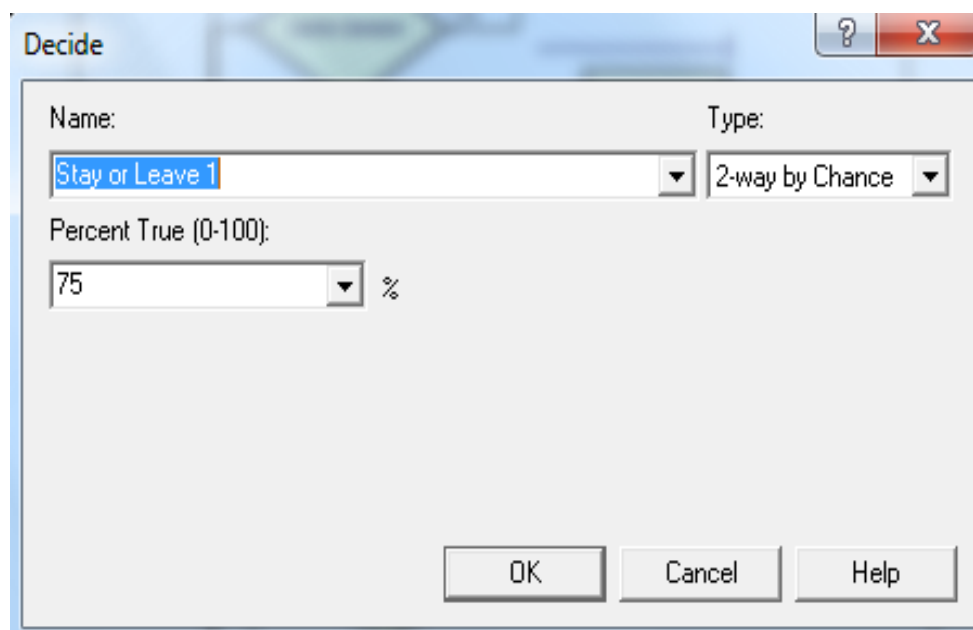 Decide
Name:
Type:
Stay or Leave 1
2-way by Chance
Percent True (0-100):
75
%
OK
Cancel
Help